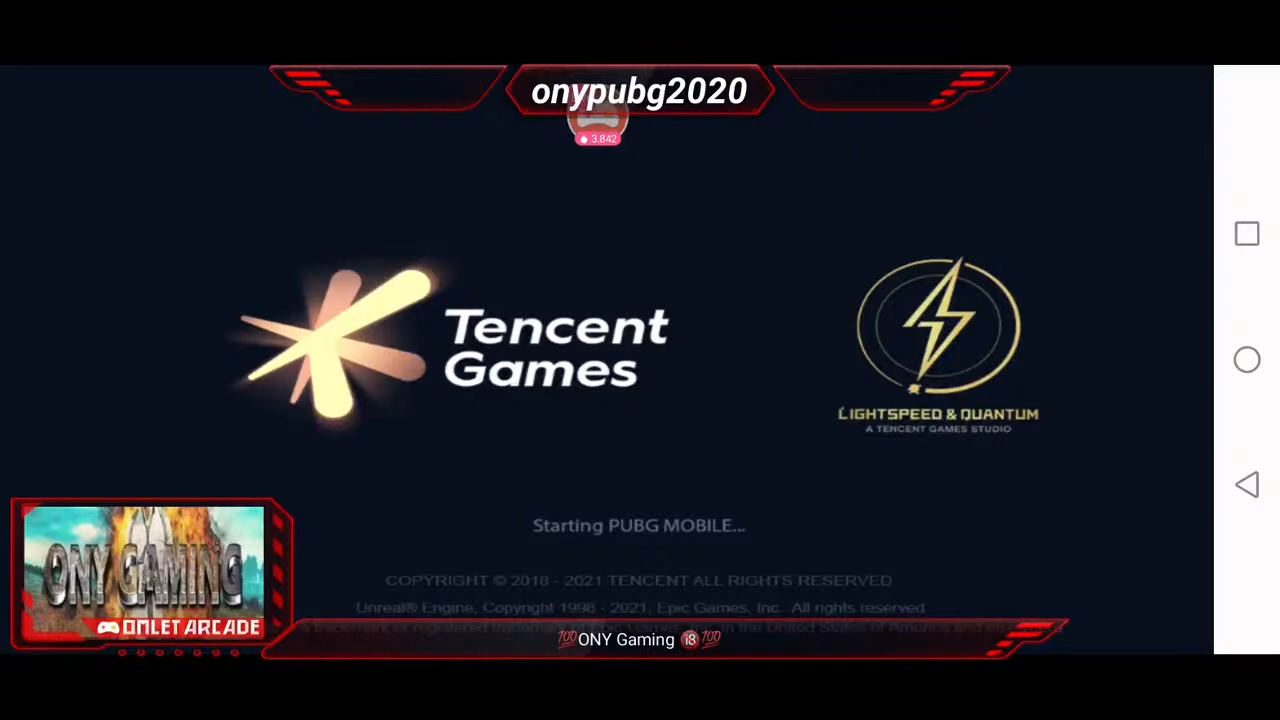 onypubg2020
3.842
Tencent
Games
LIGHTSPEED & QUANTUM
A TENCENT GAMES STUDIO
Starting PUBG MOBILE...
COPYRIGHT © 2018 - 2021 TENCENT ALL RIGHTS RESERVED
Unreal® Engine, Copyright 1998 - 2021, Epic Games, Inc. All rights reserved
ONY GAMING
OMLET ARCADE
💯ONY Gaming 🔞💯